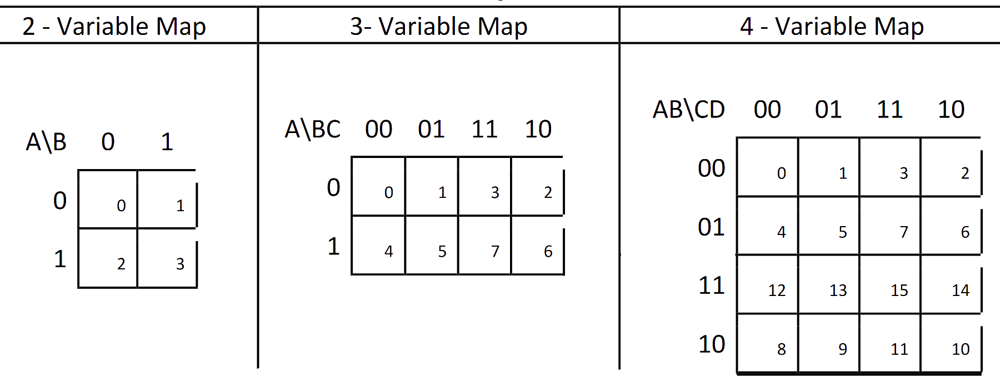 2 - Variable Map 3- Variable Map 4 - Variable Map
A\B 0 1
0 0 1
1 2 3
A\BC 00 01 11 10
0 0 1 3 2
1 4 5 7 6
AB\CD 00 01 11 10
00 0 1 3 2
01 4 5 7 6
11 12 13 15 14
10 8 9 11 10